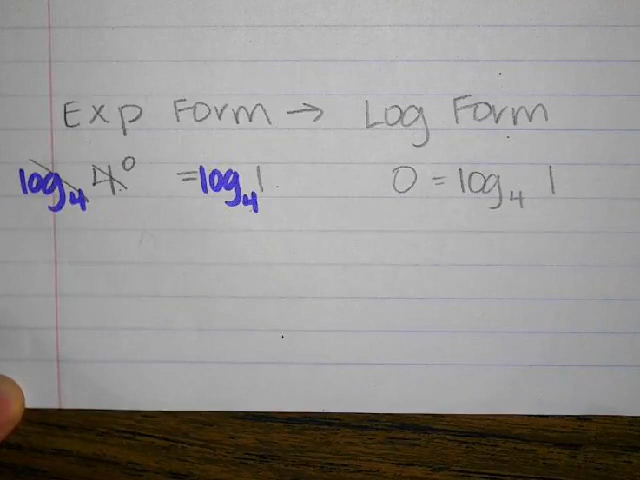 Exp Form → Log Form
log₄ 4⁰ = log₄ 1 0 = log₄ 1